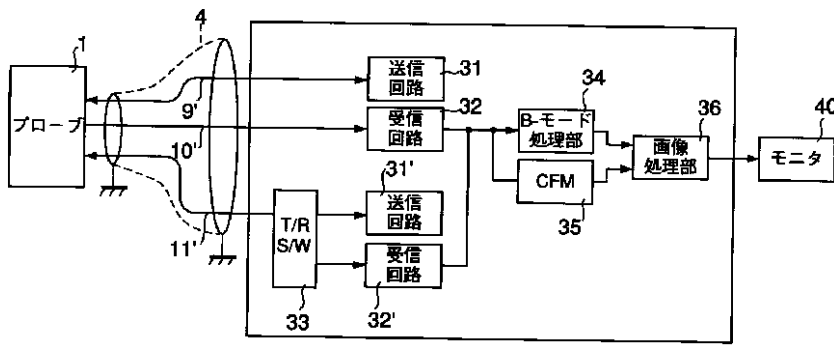 4
1
プローブ
9'
10'
11'
送信
回路
31
受信
回路
32
31'
送信
回路
T/R
S/W
33
受信
回路
32'
34
B-モード
処理部
CFM
35
36
画像
処理部
40
モニタ